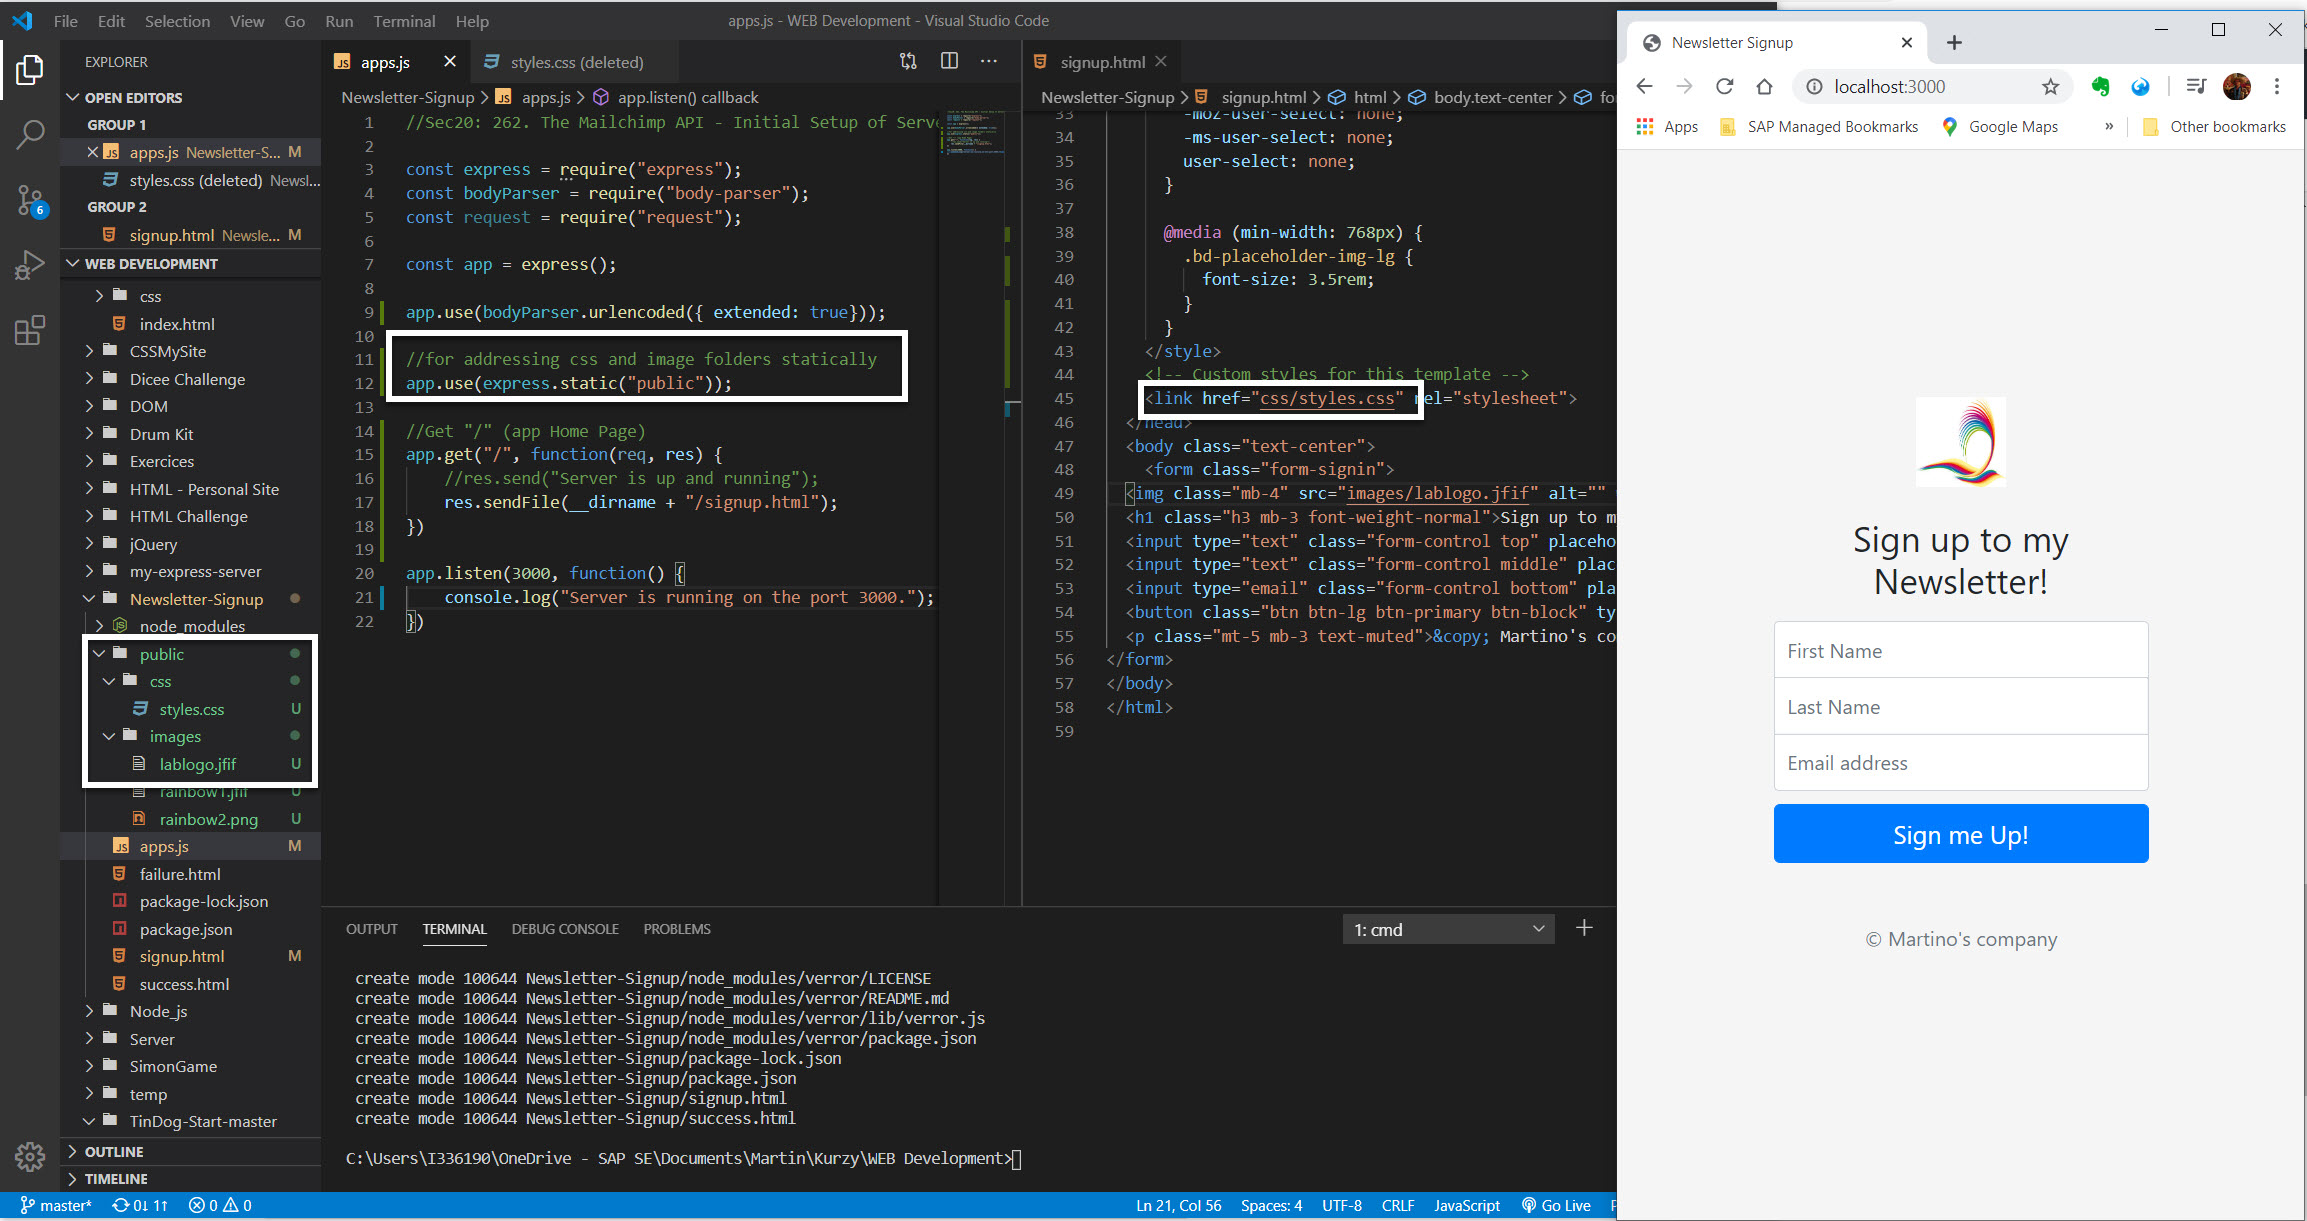 File Edit Selection View Go Run Terminal Help
apps.js - WEB Development - Visual Studio Code
EXPLORER
OPEN EDITORS
GROUP 1
apps.js Newsletter-S... M
styles.css (deleted) Newsl...
GROUP 2
signup.html Newsle... M
WEB DEVELOPMENT
css
index.html
CSSMySite
Dicee Challenge
DOM
Drum Kit
Exercices
HTML - Personal Site
HTML Challenge
jQuery
my-express-server
Newsletter-Signup
node_modules
public
css
styles.css U
images
lablogo.jfif U
rainbow1.jfif U
rainbow2.png U
apps.js M
failure.html
package-lock.json
package.json
signup.html M
success.html
Node_js
Server
SimonGame
temp
TinDog-Start-master
OUTLINE
TIMELINE
6
apps.js
styles.css (deleted)
Newsletter-Signup > apps.js > app.listen() callback
1 //Sec20: 262. The Mailchimp API - Initial Setup of Serve
2
3 const express = require("express");
4 const bodyParser = require("body-parser");
5 const request = require("request");
6
7 const app = express();
8
9 app.use(bodyParser.urlencoded({ extended: true}));
10
11 //for addressing css and image folders statically
12 app.use(express.static("public"));
13
14 //Get "/" (app Home Page)
15 app.get("/", function(req, res) {
16 //res.send("Server is up and running");
17 res.sendFile(__dirname + "/signup.html");
18 })
19
20 app.listen(3000, function() {
21 console.log("Server is running on the port 3000.");
22 })
signup.html
Newsletter-Signup > signup.html > html > body.text-center > fo
33 -moz-user-select: none;
34 -ms-user-select: none;
35 user-select: none;
36 }
37
38 @media (min-width: 768px) {
39 .bd-placeholder-img-lg {
40 font-size: 3.5rem;
41 }
42 }
43 </style>
44 <!-- Custom styles for this template -->
45 <link href="css/styles.css" rel="stylesheet">
46 </head>
47 <body class="text-center">
48 <form class="form-signin">
49 <img class="mb-4" src="images/lablogo.jfif" alt=""
50 <h1 class="h3 mb-3 font-weight-normal">Sign up to m
51 <input type="text" class="form-control top" placeho
52 <input type="text" class="form-control middle" plac
53 <input type="email" class="form-control bottom" pla
54 <button class="btn btn-lg btn-primary btn-block" ty
55 <p class="mt-5 mb-3 text-muted">&copy; Martino's co
56 </form>
57 </body>
58 </html>
59
OUTPUT TERMINAL DEBUG CONSOLE PROBLEMS
1: cmd
create mode 100644 Newsletter-Signup/node_modules/verror/LICENSE
create mode 100644 Newsletter-Signup/node_modules/verror/README.md
create mode 100644 Newsletter-Signup/node_modules/verror/lib/verror.js
create mode 100644 Newsletter-Signup/node_modules/verror/package.json
create mode 100644 Newsletter-Signup/package-lock.json
create mode 100644 Newsletter-Signup/package.json
create mode 100644 Newsletter-Signup/signup.html
create mode 100644 Newsletter-Signup/success.html
C:\Users\I336190\OneDrive - SAP SE\Documents\Martin\Kurzy\WEB Development>
master* 0↓ 1↑ 0 0
Ln 21, Col 56 Spaces: 4 UTF-8 CRLF JavaScript Go Live
Newsletter Signup
localhost:3000
Apps SAP Managed Bookmarks Google Maps » Other bookmarks
Sign up to my
Newsletter!
First Name
Last Name
Email address
Sign me Up!
© Martino's company